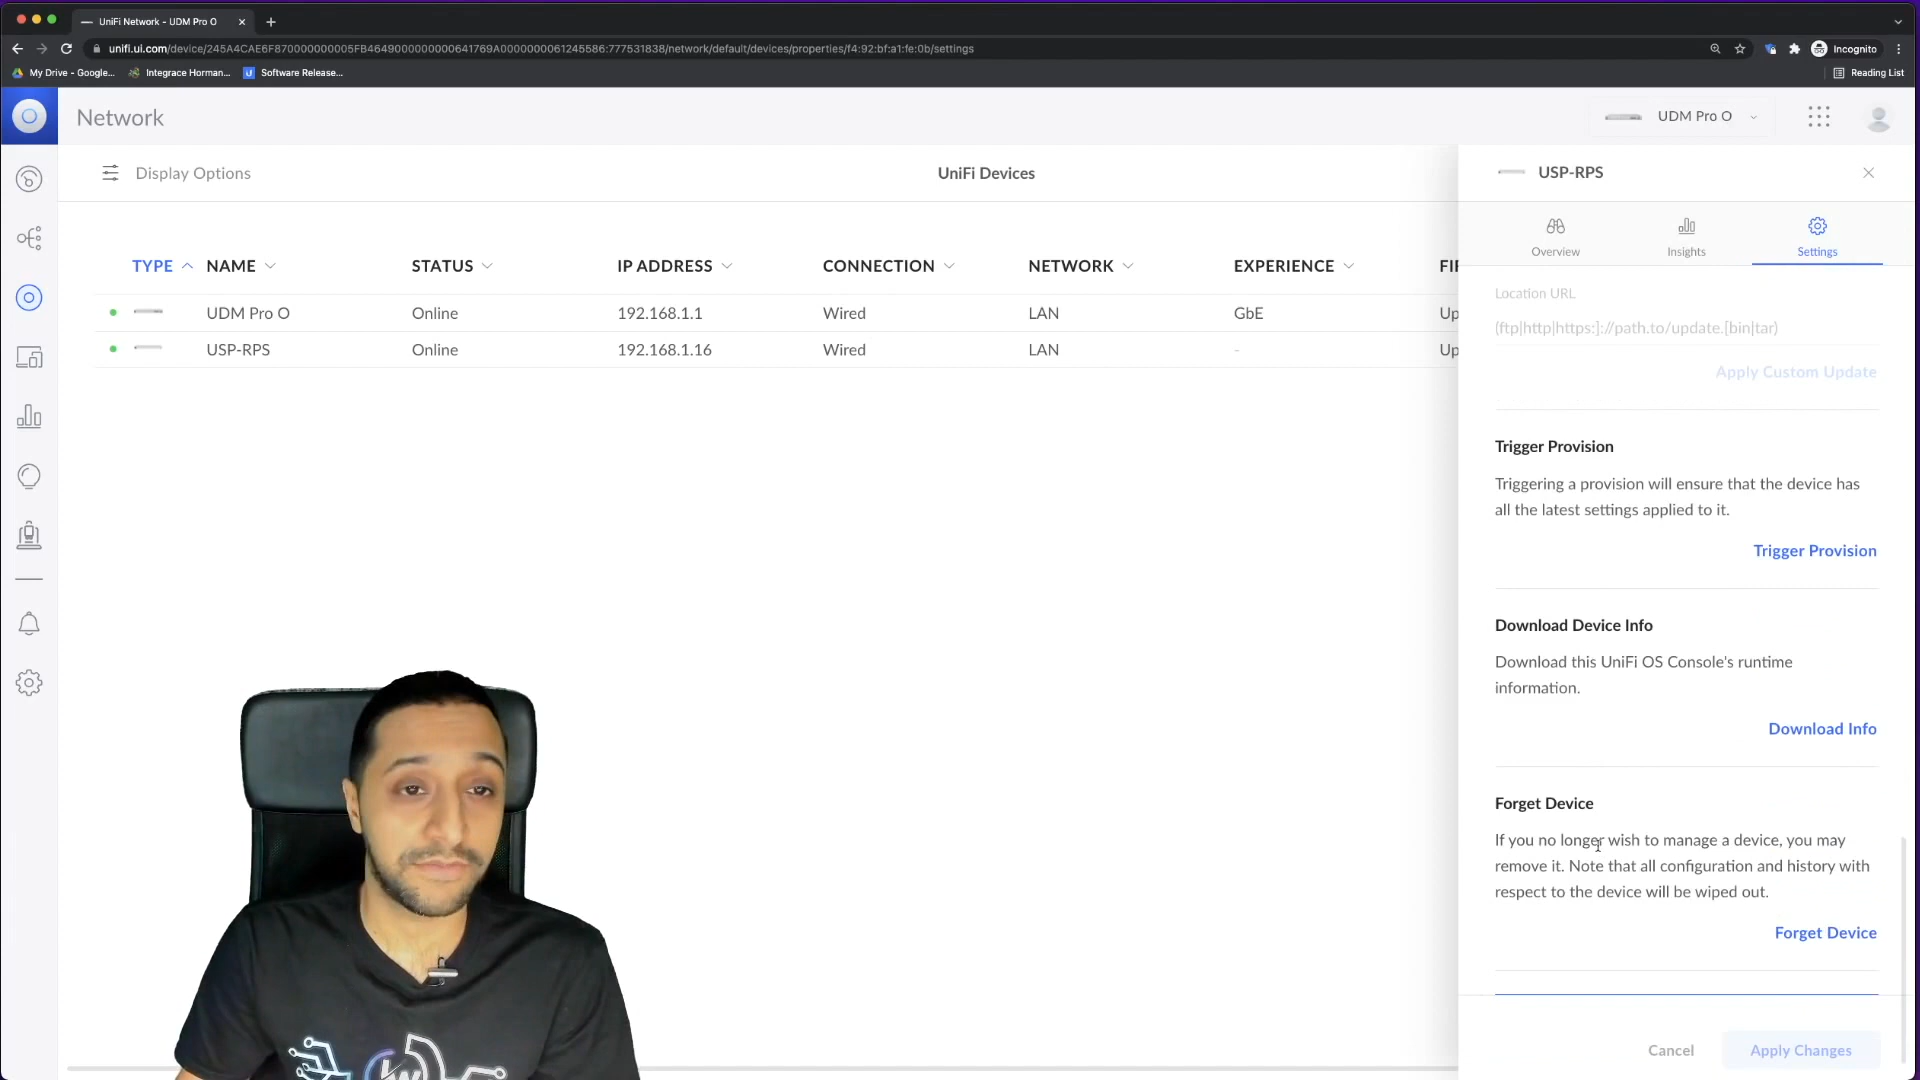 UniFi Network - UDM Pro O
unifi.ui.com/device/245A4CAE6F870000000005FB4649000000000641769A0000000061245586:777531838/network/default/devices/properties/f4:92:bf:a1:fe:0b/settings
Incognito
My Drive - Google...
Integrace Horman...
Software Release...
Reading List
Network
UDM Pro O
Display Options
UniFi Devices
USP-RPS
Overview
Insights
Settings
TYPE NAME STATUS IP ADDRESS CONNECTION NETWORK EXPERIENCE FI
UDM Pro O Online 192.168.1.1 Wired LAN GbE Up
USP-RPS Online 192.168.1.16 Wired LAN - Up
Location URL
(ftp|http|https:]://path.to/update.[bin|tar)
Apply Custom Update
Trigger Provision
Triggering a provision will ensure that the device has
all the latest settings applied to it.
Trigger Provision
Download Device Info
Download this UniFi OS Console's runtime
information.
Download Info
Forget Device
If you no longer wish to manage a device, you may
remove it. Note that all configuration and history with
respect to the device will be wiped out.
Forget Device
Cancel
Apply Changes